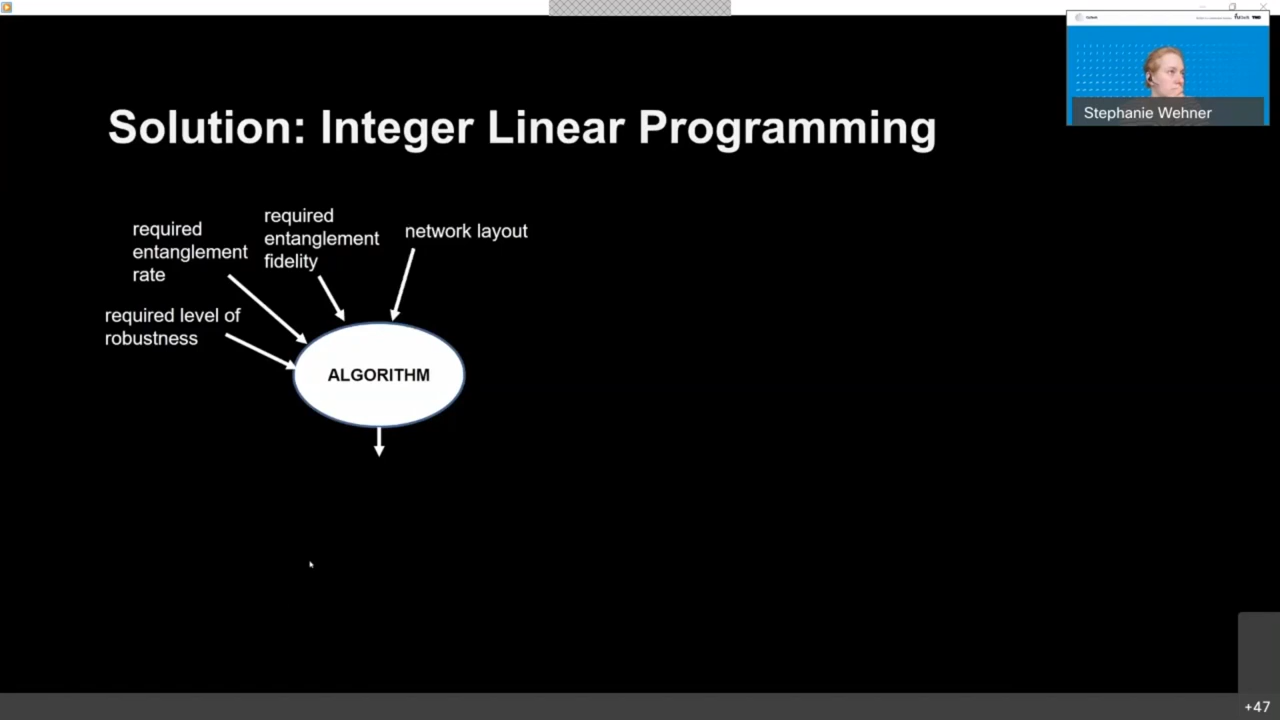 Solution: Integer Linear Programming
Stephanie Wehner
required
entanglement
rate
required
entanglement
fidelity
network layout
required level of
robustness
ALGORITHM
+47